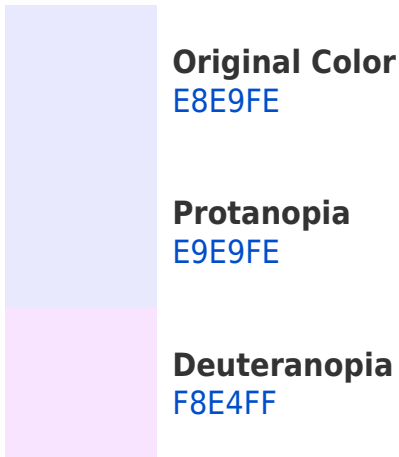 Original Color
E8E9FE
Protanopia
E9E9FE
Deuteranopia
F8E4FF